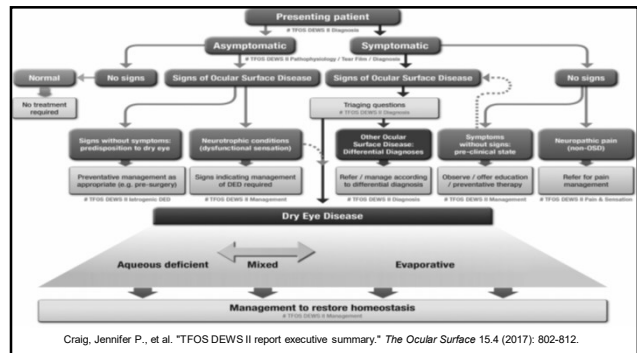 Presenting patient
# TFOS DEWS II Diagnosis
Asymptomatic
Symptomatic
# TFOS DEWS II Pathophysiology / Tear Film / Diagnosis
Normal
No signs
Signs of Ocular Surface Disease
Signs of Ocular Surface Disease
No signs
No treatment
required
Triaging questions
# TFOS DEWS II Diagnosis
Signs without symptoms:
predisposition to dry eye
Neurotrophic conditions
(dysfunctional sensation)
Other Ocular
Surface Disease:
Differential Diagnoses
Symptoms
without signs:
pre-clinical state
Neuropathic pain
(non-OSD)
Preventative management as
appropriate (e.g. pre-surgery)
Signs indicating management
of DED required
Refer / manage according
to differential diagnosis
Observe / offer education
/ preventative therapy
Refer for pain
management
# TFOS DEWS II Iatrogenic DED
# TFOS DEWS II Management
# TFOS DEWS II Diagnosis
# TFOS DEWS II Management
# TFOS DEWS II Pain & Sensation
Dry Eye Disease
Aqueous deficient
Mixed
Evaporative
Management to restore homeostasis
# TFOS DEWS II Management
Craig, Jennifer P., et al. "TFOS DEWS II report executive summary." The Ocular Surface 15.4 (2017): 802-812.